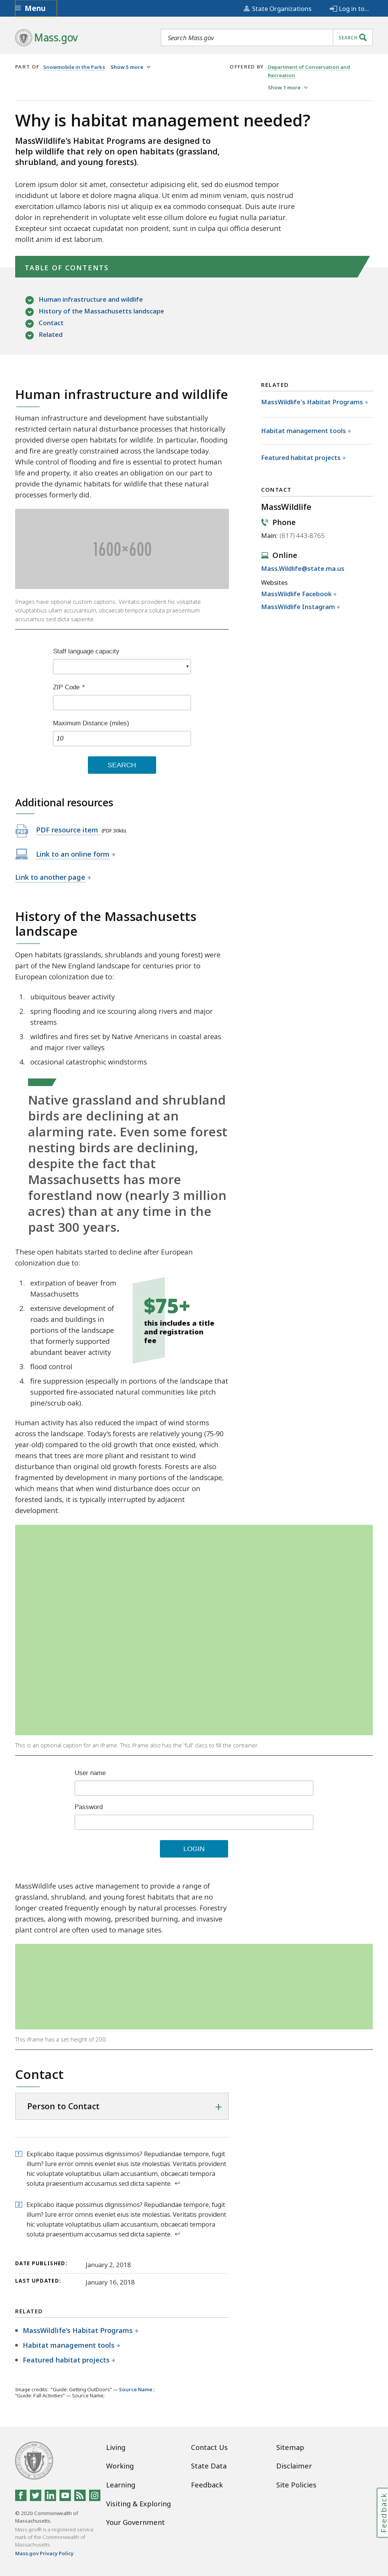 Menu
State Organizations
Log in to...
Mass.gov
Search Mass.gov
SEARCH
PART OF Snowmobile in the Parks Show 5 more
OFFERED BY Department of Conservation and
Recreation
Show 1 more
Why is habitat management needed?
MassWildlife's Habitat Programs are designed to
help wildlife that rely on open habitats (grassland,
shrubland, and young forests).
Lorem ipsum dolor sit amet, consectetur adipisicing elit, sed do eiusmod tempor
incididunt ut labore et dolore magna aliqua. Ut enim ad minim veniam, quis nostrud
exercitation ullamco laboris nisi ut aliquip ex ea commodo consequat. Duis aute irure
dolor in reprehenderit in voluptate velit esse cillum dolore eu fugiat nulla pariatur.
Excepteur sint occaecat cupidatat non proident, sunt in culpa qui officia deserunt
mollit anim id est laborum.
TABLE OF CONTENTS
Human infrastructure and wildlife
History of the Massachusetts landscape
Contact
Related
Human infrastructure and wildlife
Human infrastructure and development has substantially
restricted certain natural disturbance processes that historically
provided diverse open habitats for wildlife. In particular, flooding
and fire are greatly constrained across the landscape today.
While control of flooding and fire is essential to protect human
life and property, it also creates an obligation on our part to
provide the dynamic habitats for wildlife that these natural
processes formerly did.
1600×600
Images have optional custom captions. Veritatis provident hic voluptate
voluptatibus ullam accusantium, obcaecati tempora soluta praesentium
accusamus sed dicta sapiente.
Staff language capacity
ZIP Code *
Maximum Distance (miles)
10
SEARCH
Additional resources
PDF resource item (PDF 30kb)
Link to an online form
Link to another page
RELATED
MassWildlife's Habitat Programs
Habitat management tools
Featured habitat projects
CONTACT
MassWildlife
Phone
Main: (617) 443-8765
Online
Mass.Wildlife@state.ma.us
Websites
MassWildlife Facebook
MassWildlife Instagram
History of the Massachusetts
landscape
Open habitats (grasslands, shrublands and young forest) were
part of the New England landscape for centuries prior to
European colonization due to:
1. ubiquitous beaver activity
2. spring flooding and ice scouring along rivers and major
streams
3. wildfires and fires set by Native Americans in coastal areas
and major river valleys
4. occasional catastrophic windstorms
Native grassland and shrubland
birds are declining at an
alarming rate. Even some forest
nesting birds are declining,
despite the fact that
Massachusetts has more
forestland now (nearly 3 million
acres) than at any time in the
past 300 years.
These open habitats started to decline after European
colonization due to:
1. extirpation of beaver from
Massachusetts
2. extensive development of
roads and buildings in
portions of the landscape
that formerly supported
abundant beaver activity
3. flood control
4. fire suppression (especially in portions of the landscape that
supported fire-associated natural communities like pitch
pine/scrub oak).
$75+
this includes a title
and registration
fee
Human activity has also reduced the impact of wind storms
across the landscape. Today's forests are relatively young (75-90
year-old) compared to the old growth that once existed, which
means that trees are more pliant and resistant to wind
disturbance than original old growth forests. Forests are also
fragmented by development in many portions of the landscape,
which means that when wind disturbance does occur on
forested lands, it is typically interrupted by adjacent
development.
This is an optional caption for an iframe. This iframe also has the 'full' class to fill the container.
User name
Password
LOGIN
MassWildlife uses active management to provide a range of
grassland, shrubland, and young forest habitats that are no
longer created frequently enough by natural processes. Forestry
practices, along with mowing, prescribed burning, and invasive
plant control are often used to manage sites.
This iframe has a set height of 200.
Contact
Person to Contact +
1 Explicabo itaque possimus dignissimos? Repudiandae tempore, fugit
illum? Iure error omnis eveniet eius iste molestias. Veritatis provident
hic voluptate voluptatibus ullam accusantium, obcaecati tempora
soluta praesentium accusamus sed dicta sapiente. ↩
2 Explicabo itaque possimus dignissimos? Repudiandae tempore, fugit
illum? Iure error omnis eveniet eius iste molestias. Veritatis provident
hic voluptate voluptatibus ullam accusantium, obcaecati tempora
soluta praesentium accusamus sed dicta sapiente. ↩
DATE PUBLISHED: January 2, 2018
LAST UPDATED: January 16, 2018
RELATED
MassWildlife's Habitat Programs
Habitat management tools
Featured habitat projects
Image credits: "Guide: Getting OutDoors" — Source Name ;
"Guide: Fall Activities" — Source Name;
Living
Working
Learning
Visiting & Exploring
Your Government
Contact Us
State Data
Feedback
Sitemap
Disclaimer
Site Policies
© 2020 Commonwealth of
Massachusetts.
Mass.gov® is a registered service
mark of the Commonwealth of
Massachusetts.
Mass.gov Privacy Policy
Feedback